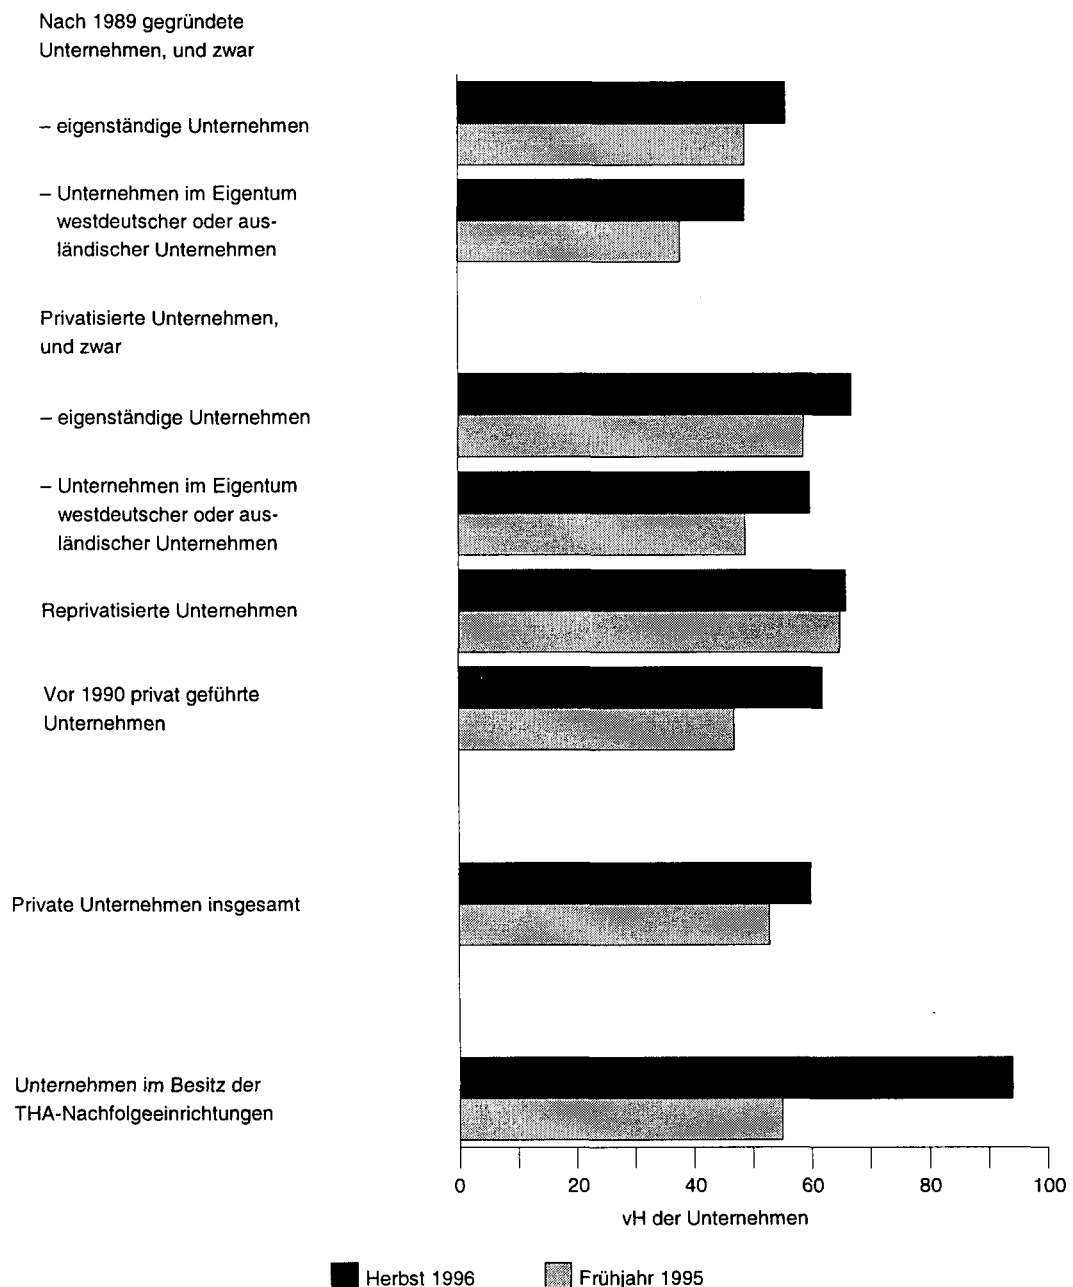 Nach 1989 gegründete
Unternehmen, und zwar
– eigenständige Unternehmen
– Unternehmen im Eigentum
westdeutscher oder aus-
ländischer Unternehmen
Privatisierte Unternehmen,
und zwar
– eigenständige Unternehmen
– Unternehmen im Eigentum
westdeutscher oder aus-
ländischer Unternehmen
Reprivatisierte Unternehmen
Vor 1990 privat geführte
Unternehmen
Private Unternehmen insgesamt
Unternehmen im Besitz der
THA-Nachfolgeeinrichtungen
0 20 40 60 80 100
vH der Unternehmen
Herbst 1996 Frühjahr 1995